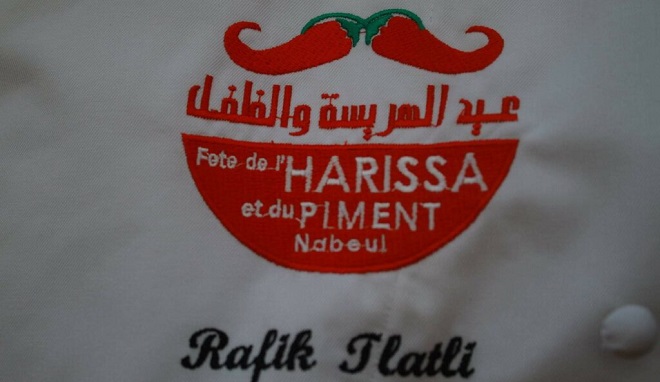 عيد الهريسة والفلفل
Fete de l'HARISSA
et du PIMENT
Nabeul
Rafik Tlatli